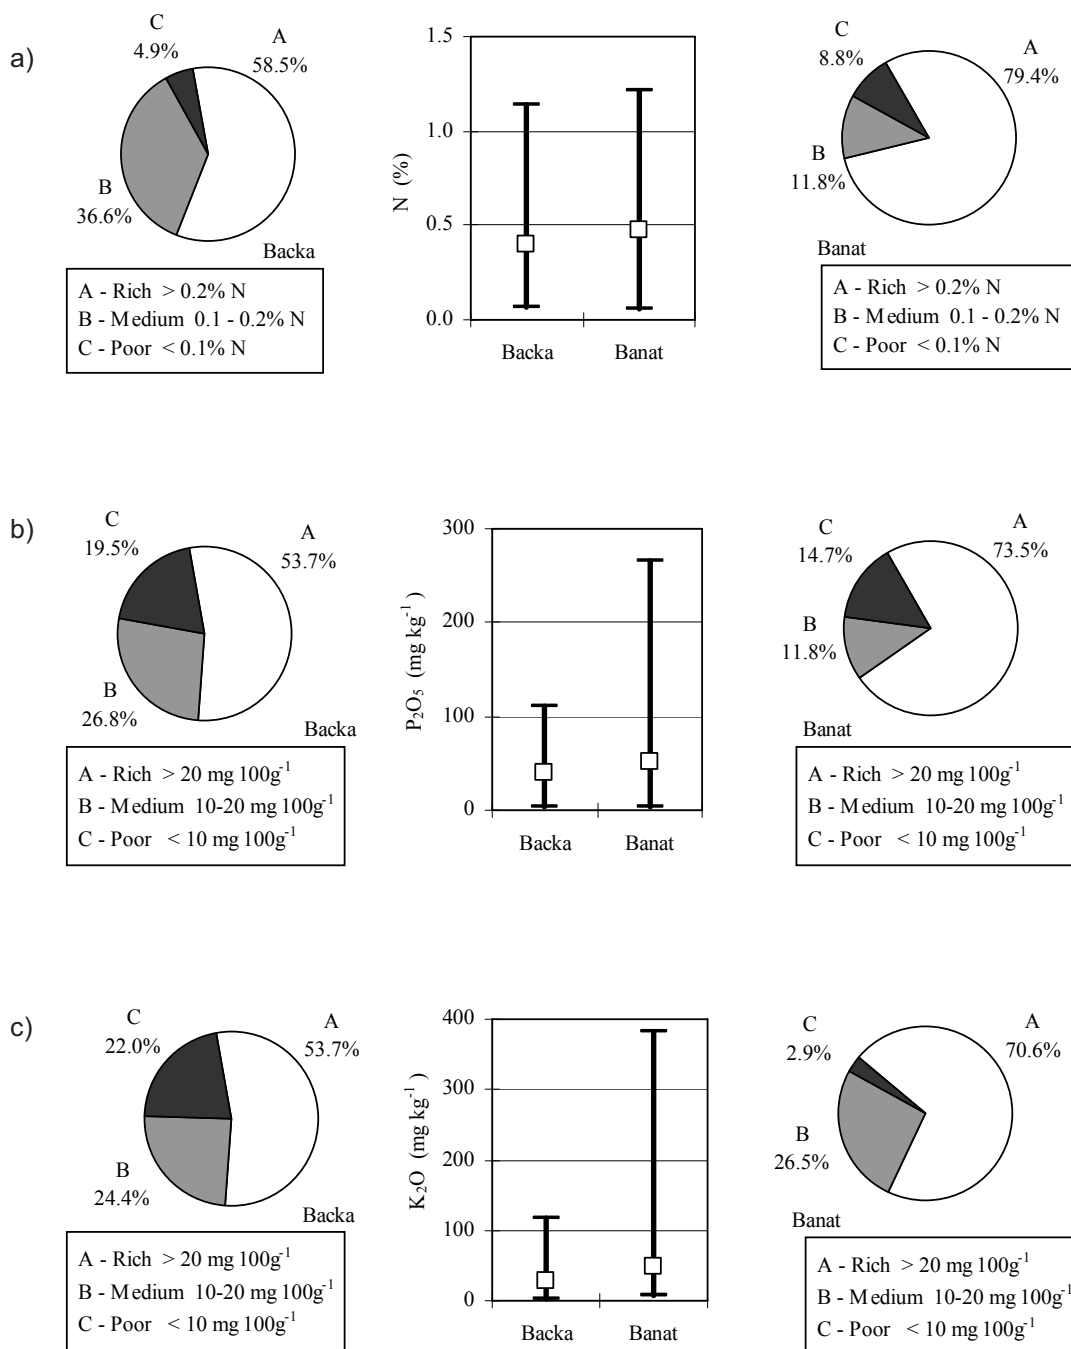 a)
C
4.9%
A
58.5%
B
36.6%
Backa
A - Rich > 0.2% N
B - Medium 0.1 - 0.2% N
C - Poor < 0.1% N
N (%)
1.5
1.0
0.5
0.0
Backa
Banat
C
8.8%
A
79.4%
B
11.8%
Banat
A - Rich > 0.2% N
B - Medium 0.1 - 0.2% N
C - Poor < 0.1% N
b)
C
19.5%
A
53.7%
B
26.8%
Backa
A - Rich > 20 mg 100g⁻¹
B - Medium 10-20 mg 100g⁻¹
C - Poor < 10 mg 100g⁻¹
P₂O₅ (mg kg⁻¹)
300
200
100
0
Backa
Banat
C
14.7%
A
73.5%
B
11.8%
Banat
A - Rich > 20 mg 100g⁻¹
B - Medium 10-20 mg 100g⁻¹
C - Poor < 10 mg 100g⁻¹
c)
C
22.0%
A
53.7%
B
24.4%
Backa
A - Rich > 20 mg 100g⁻¹
B - Medium 10-20 mg 100g⁻¹
C - Poor < 10 mg 100g⁻¹
K₂O (mg kg⁻¹)
400
300
200
100
0
Backa
Banat
C
2.9%
A
70.6%
B
26.5%
Banat
A - Rich > 20 mg 100g⁻¹
B - Medium 10-20 mg 100g⁻¹
C - Poor < 10 mg 100g⁻¹